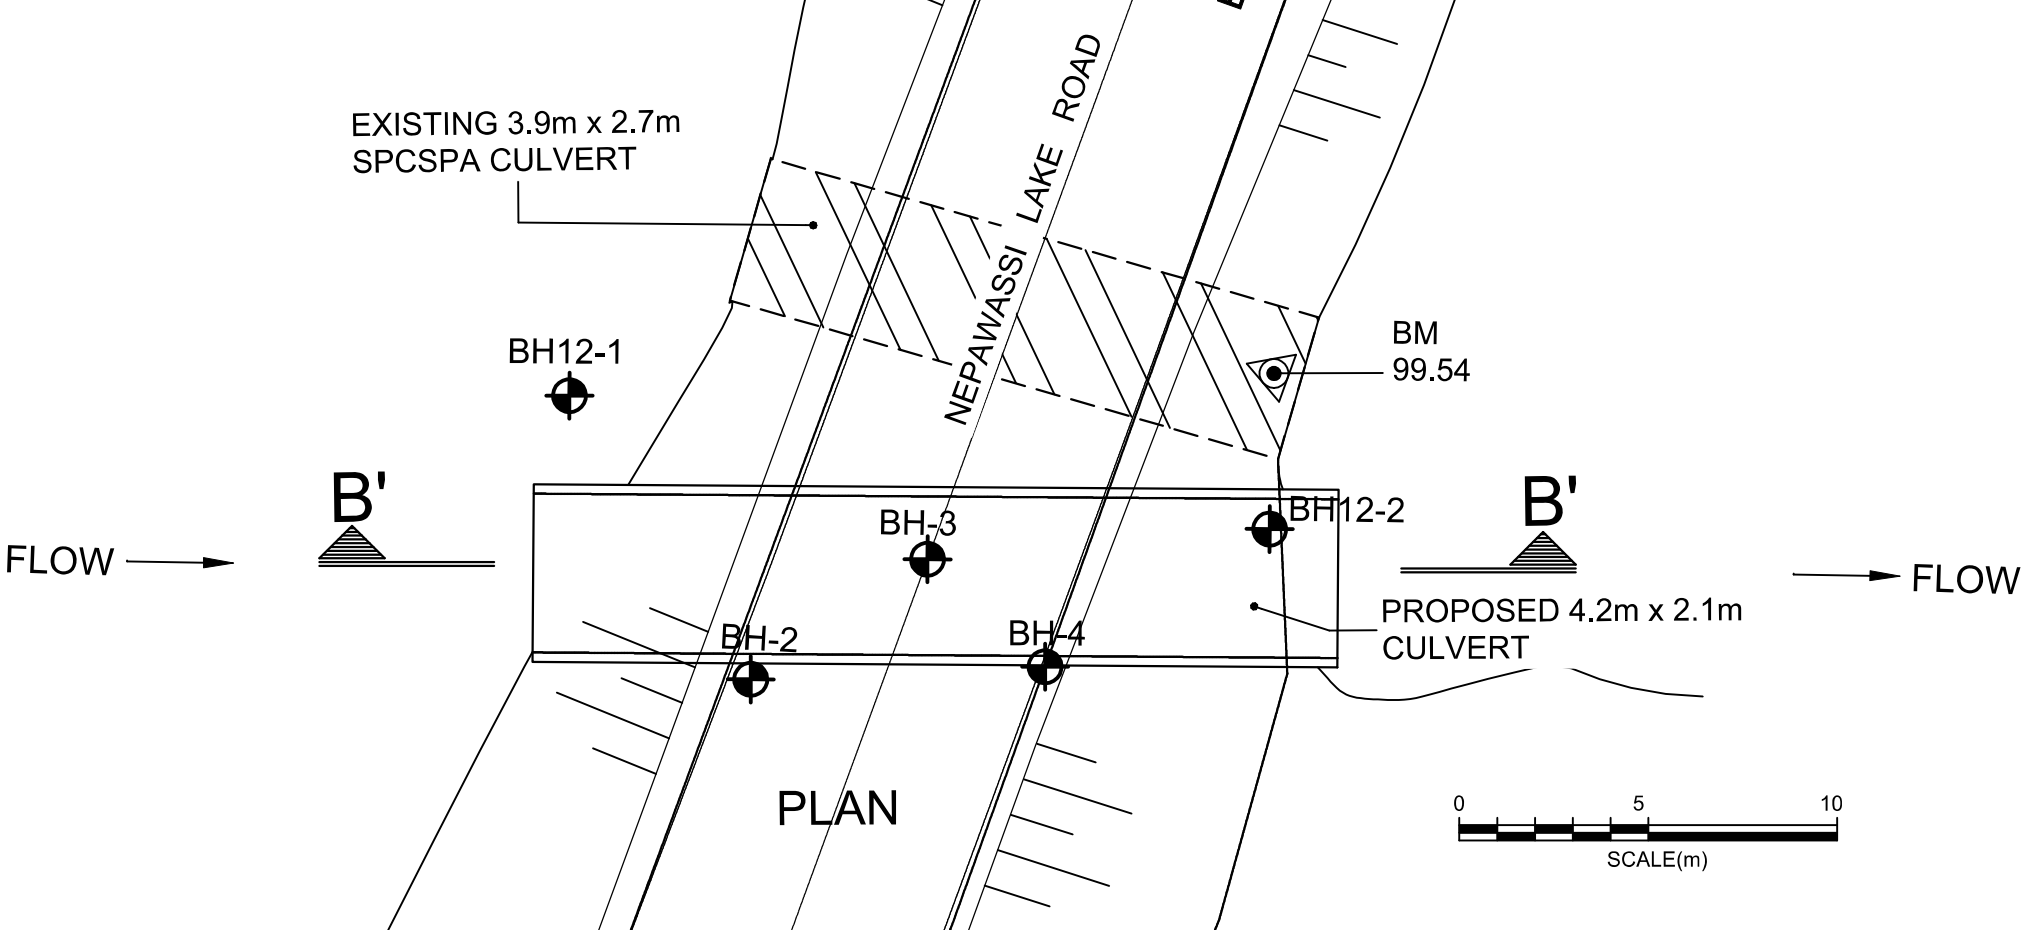 NEPAWASSI LAKE ROAD
EXISTING 3.9m x 2.7m
SPCSPA CULVERT
BH12-1
BM
99.54
B'
B'
BH12-2
BH-3
FLOW
FLOW
PROPOSED 4.2m x 2.1m
CULVERT
BH-2
BH-4
PLAN
0 5 10
SCALE(m)